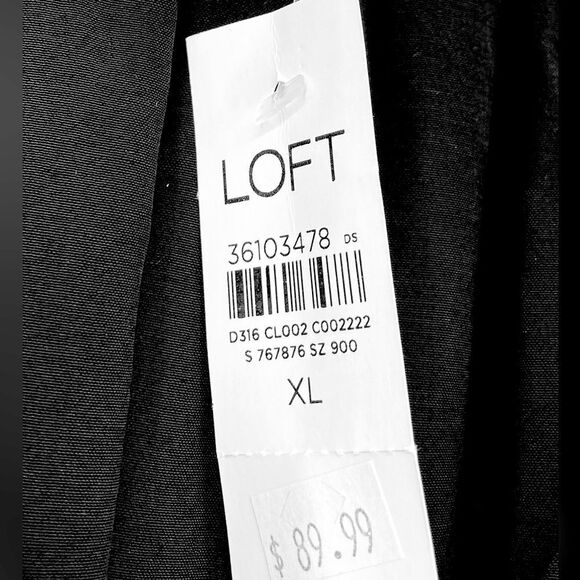 LOFT
36103478 DS
D316 CL002 C002222
S 767876 SZ 900
XL
$89.99